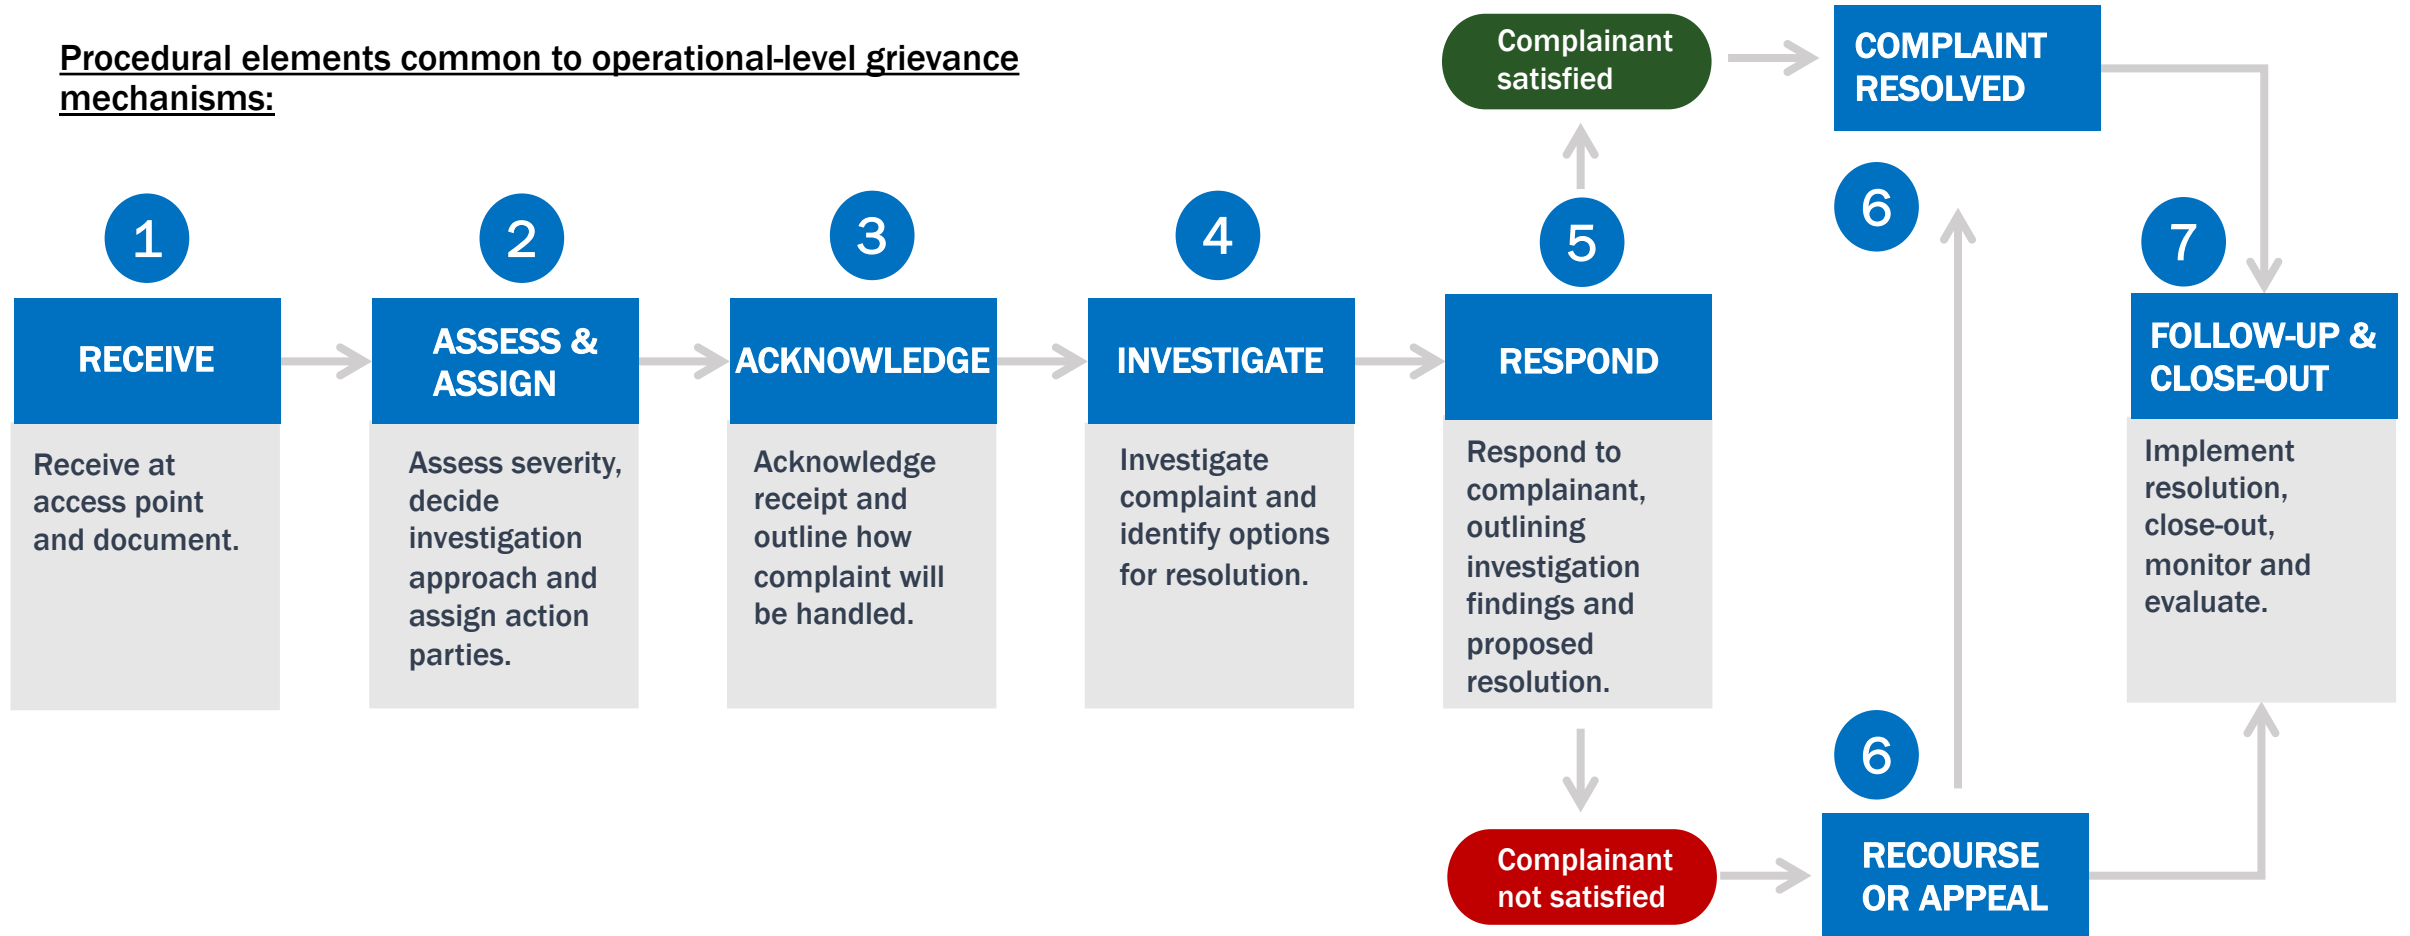 Procedural elements common to operational-level grievance
mechanisms:
1
RECEIVE
Receive at
access point
and document.
2
ASSESS &
ASSIGN
Assess severity,
decide
investigation
approach and
assign action
parties.
3
ACKNOWLEDGE
Acknowledge
receipt and
outline how
complaint will
be handled.
4
INVESTIGATE
Investigate
complaint and
identify options
for resolution.
5
RESPOND
Respond to
complainant,
outlining
investigation
findings and
proposed
resolution.
Complainant
satisfied
COMPLAINT
RESOLVED
6
Complainant
not satisfied
6
RECOURSE
OR APPEAL
7
FOLLOW-UP &
CLOSE-OUT
Implement
resolution,
close-out,
monitor and
evaluate.